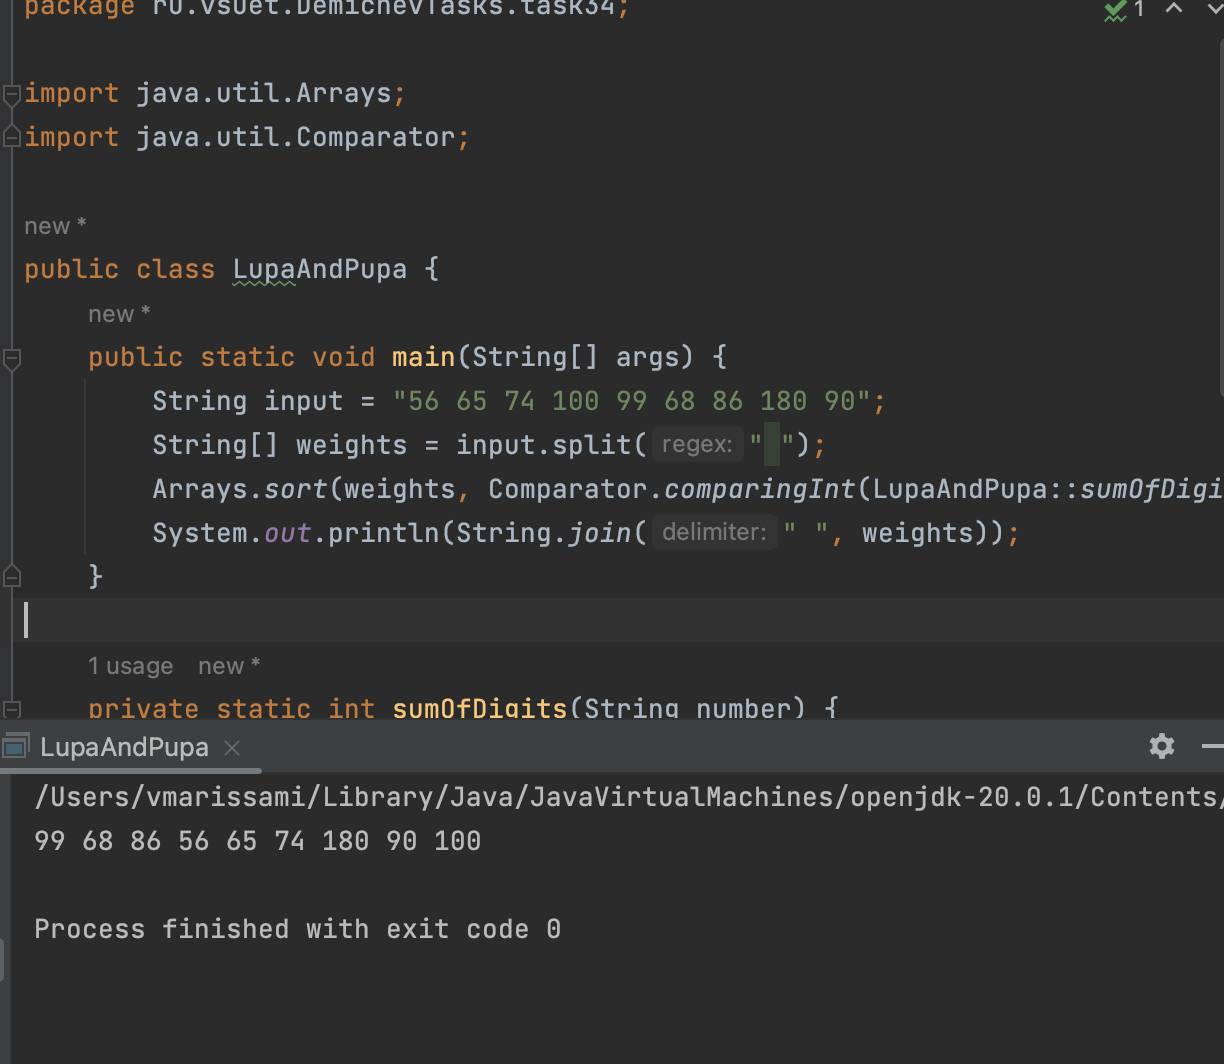 package ru.vsuet.DemichevTasks.task34;
1
import java.util.Arrays;
import java.util.Comparator;
new *
public class LupaAndPupa {
new *
public static void main(String[] args) {
String input = "56 65 74 100 99 68 86 180 90";
String[] weights = input.split( regex: " ");
Arrays.sort(weights, Comparator.comparingInt(LupaAndPupa::sumOfDigi
System.out.println(String.join( delimiter: " ", weights));
}
1 usage new *
private static int sumOfDigits(String number) {
LupaAndPupa
/Users/vmarissami/Library/Java/JavaVirtualMachines/openjdk-20.0.1/Contents/
99 68 86 56 65 74 180 90 100
Process finished with exit code 0